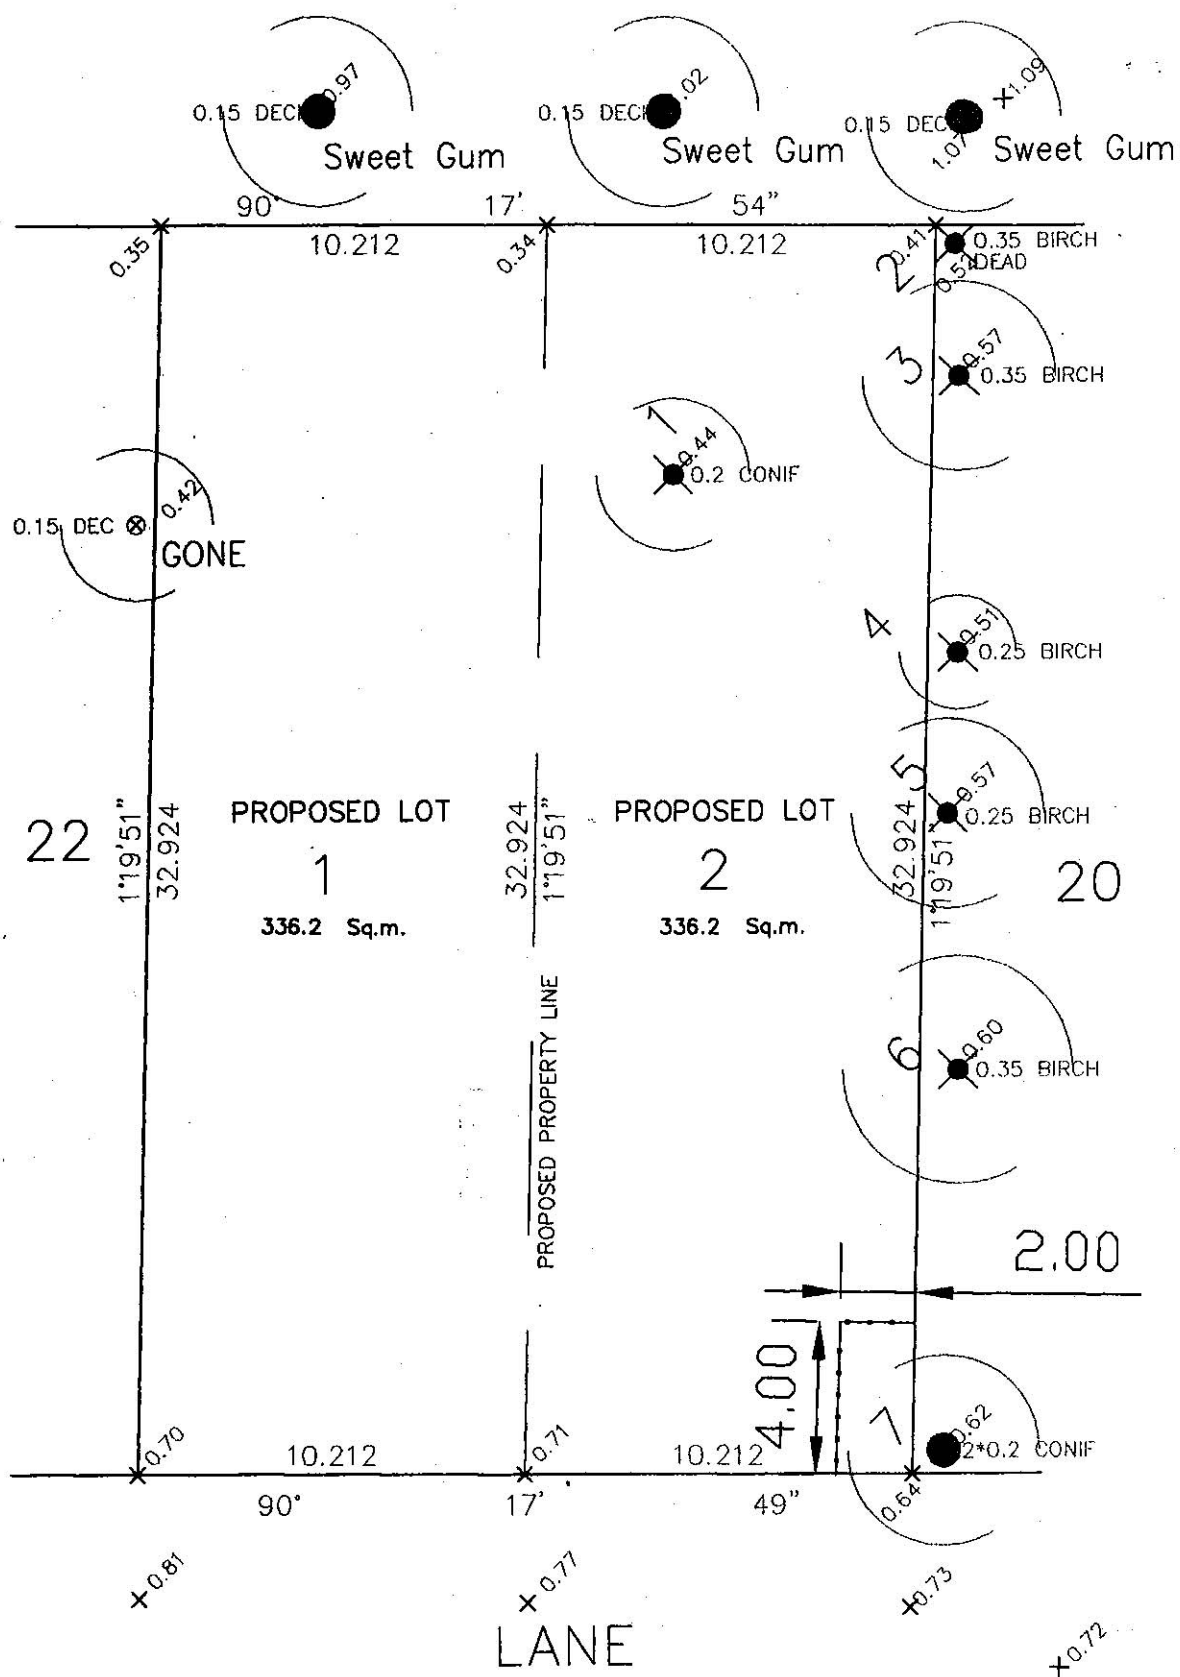 0.97
1.02
×1.09
0.15 DEC
0.15 DEC
0.15 DEC
1.07
Sweet Gum
Sweet Gum
Sweet Gum
90°
17'
54"
0.35
10.212
0.34
10.212
0.41
0.35 BIRCH
DEAD
2
3
0.57
0.35 BIRCH
1
0.44
0.2 CONIF
0.42
0.15 DEC
GONE
4
0.51
0.25 BIRCH
5
0.57
0.25 BIRCH
22
1°19'51"
32.924
PROPOSED LOT
1
336.2 Sq.m.
32.924
1°19'51"
PROPOSED LOT
2
336.2 Sq.m.
32.924
1°19'51"
20
PROPOSED PROPERTY LINE
6
0.60
0.35 BIRCH
2.00
4.00
7
0.62
2*0.2 CONIF
0.70
10.212
0.71
10.212
0.64
90°
17'
49"
0.81
0.77
0.73
0.72
LANE